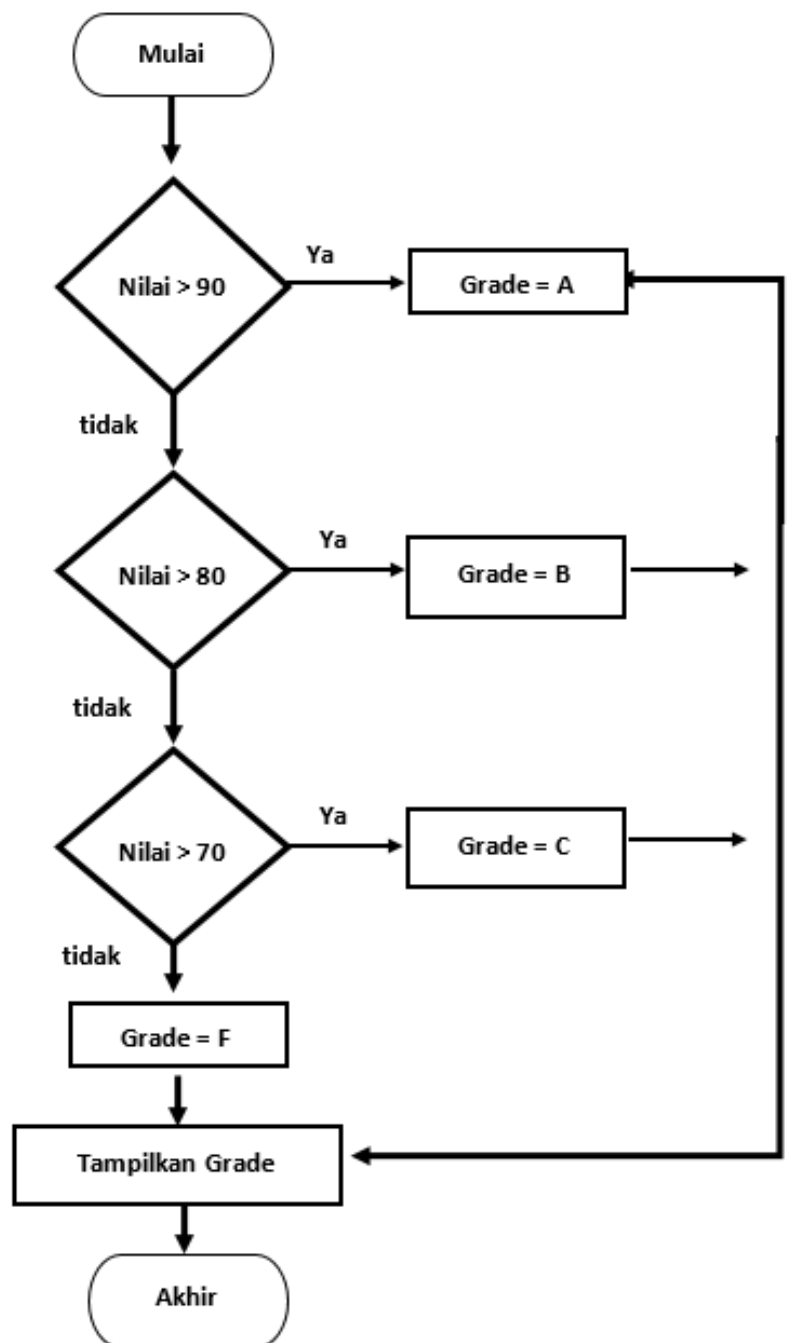 Mulai
Nilai > 90
Ya
Grade = A
tidak
Nilai > 80
Ya
Grade = B
tidak
Nilai > 70
Ya
Grade = C
tidak
Grade = F
Tampilkan Grade
Akhir